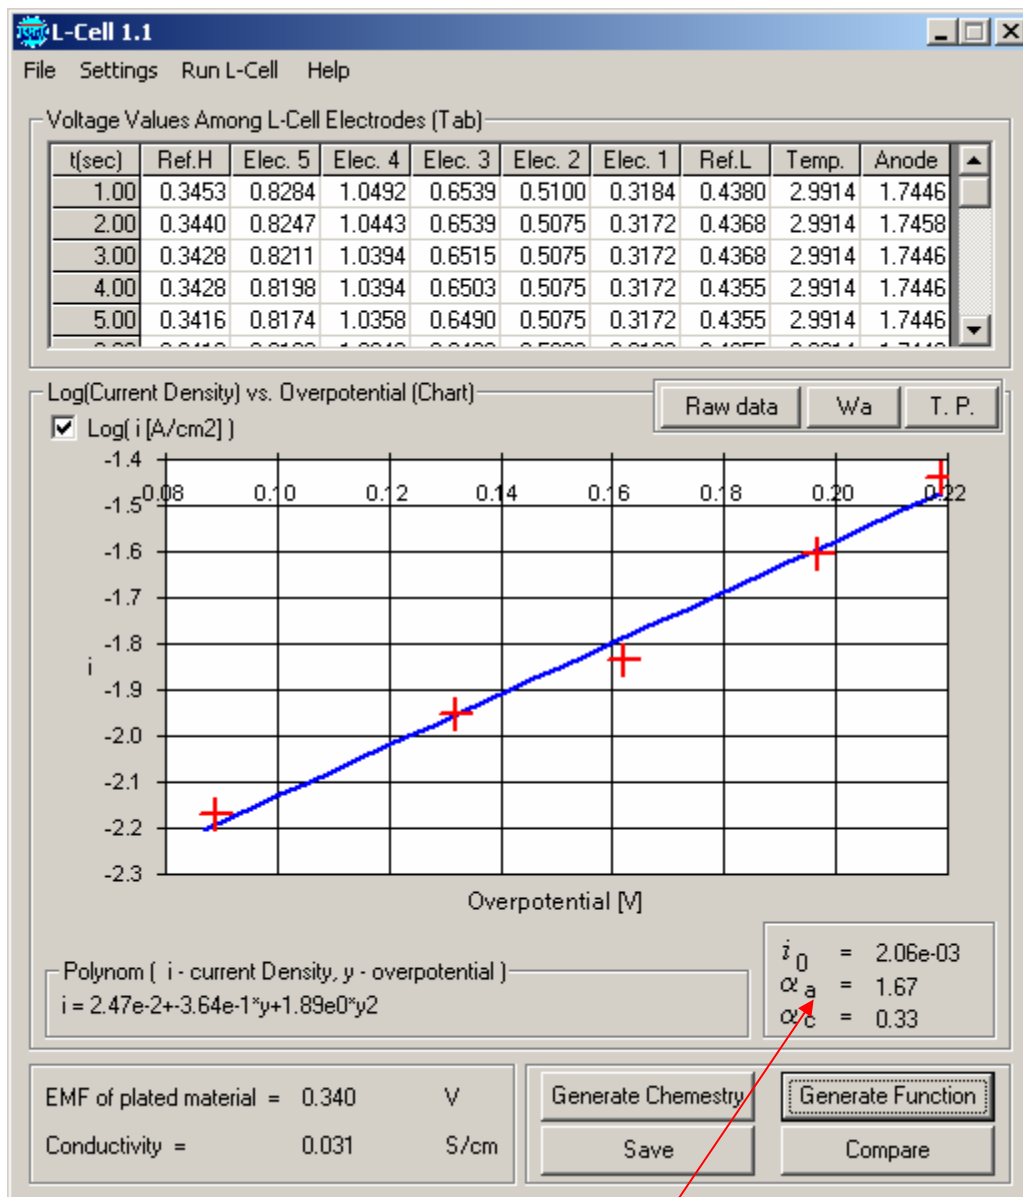 L-Cell 1.1
File Settings Run L-Cell Help
Voltage Values Among L-Cell Electrodes (Tab)
t(sec) Ref.H Elec. 5 Elec. 4 Elec. 3 Elec. 2 Elec. 1 Ref.L Temp. Anode
1.00 0.3453 0.8284 1.0492 0.6539 0.5100 0.3184 0.4380 2.9914 1.7446
2.00 0.3440 0.8247 1.0443 0.6539 0.5075 0.3172 0.4368 2.9914 1.7458
3.00 0.3428 0.8211 1.0394 0.6515 0.5075 0.3172 0.4368 2.9914 1.7446
4.00 0.3428 0.8198 1.0394 0.6503 0.5075 0.3172 0.4355 2.9914 1.7446
5.00 0.3416 0.8174 1.0358 0.6490 0.5075 0.3172 0.4355 2.9914 1.7446
Log(Current Density) vs. Overpotential (Chart)
Raw data Wa T. P.
Log( i [A/cm2] )
-1.4
0.08 0.10 0.12 0.14 0.16 0.18 0.20 0.22
-1.5
-1.6
-1.7
-1.8
i
-1.9
-2.0
-2.1
-2.2
-2.3
Overpotential [V]
Polynom ( i - current Density, y - overpotential )
i = 2.47e-2+-3.64e-1*y+1.89e0*y2
i0 = 2.06e-03
αa = 1.67
αc = 0.33
EMF of plated material = 0.340 V
Conductivity = 0.031 S/cm
Generate Chemestry Generate Function
Save Compare